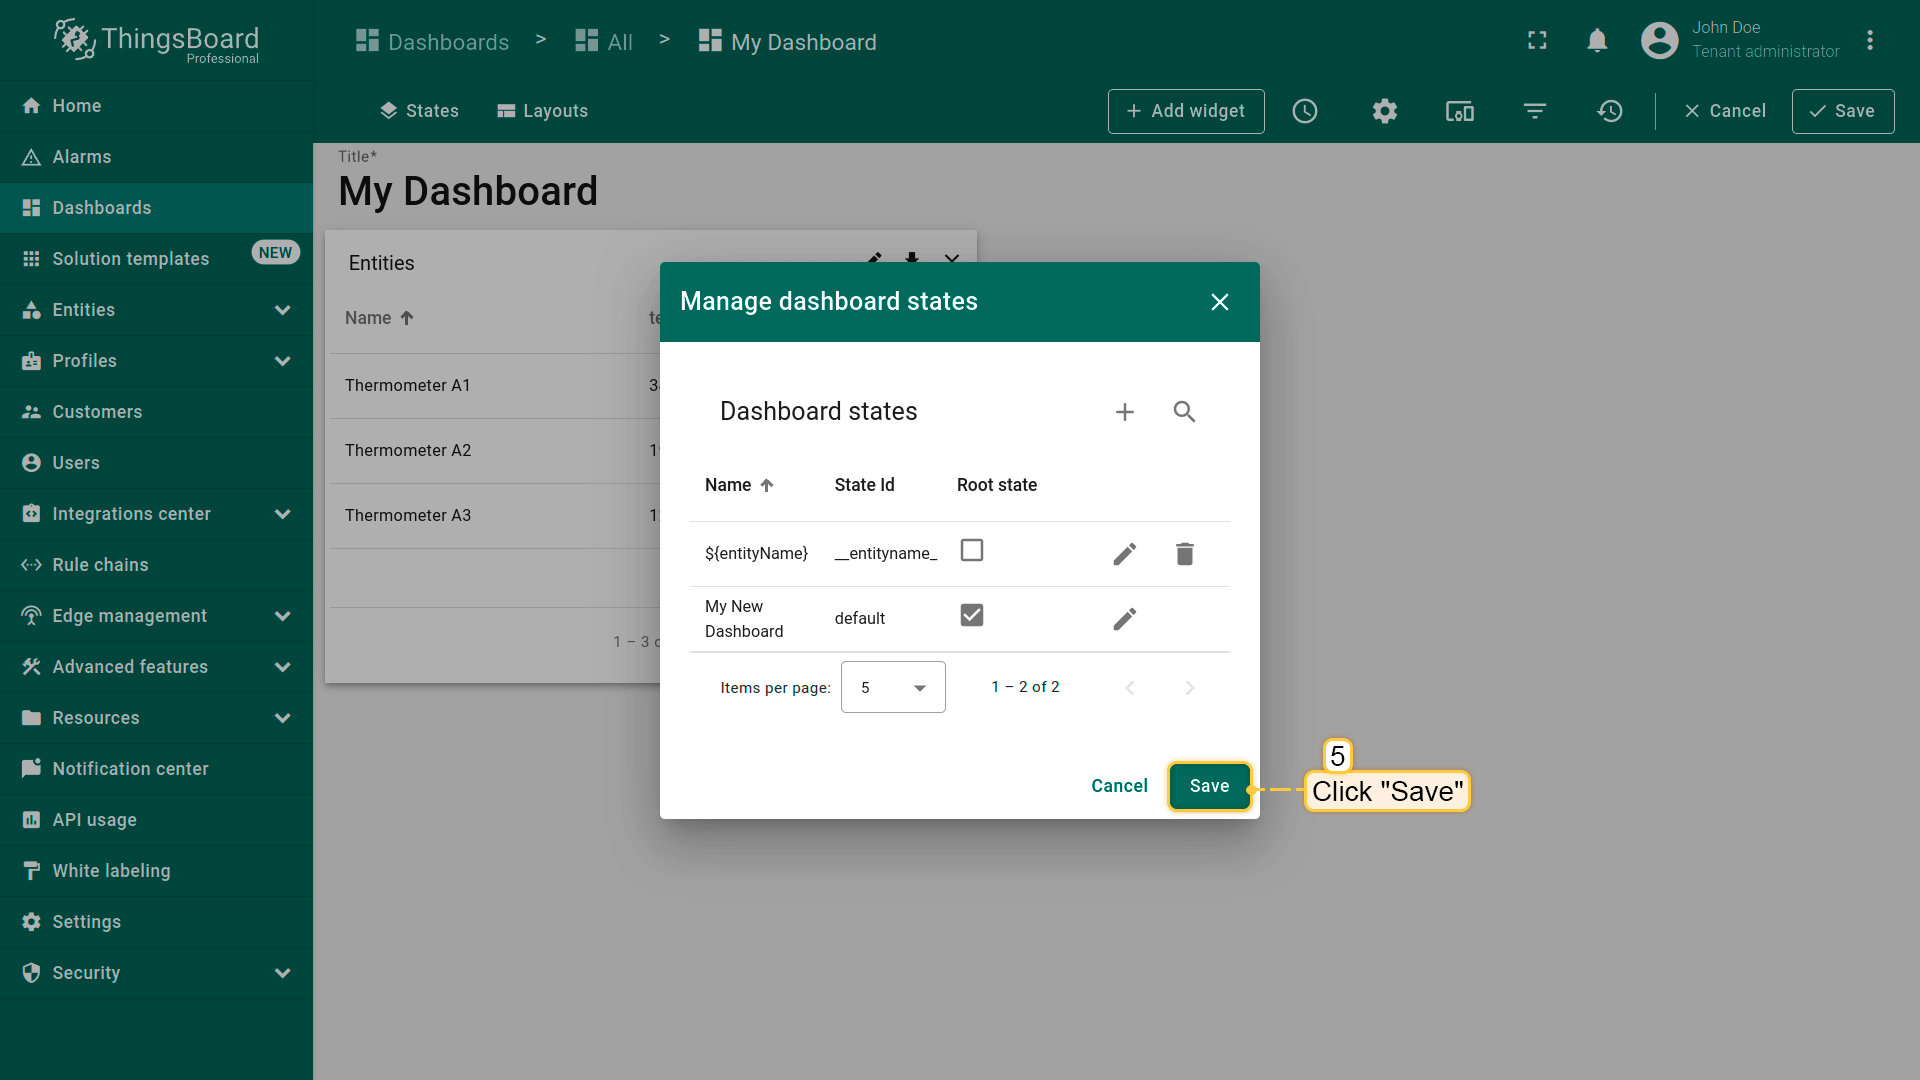 ThingsBoard
Professional
Dashboards > All > My Dashboard
John Doe
Tenant administrator
Home
Alarms
Dashboards
Solution templates NEW
Entities
Profiles
Customers
Users
Integrations center
Rule chains
Edge management
Advanced features
Resources
Notification center
API usage
White labeling
Settings
Security
States Layouts + Add widget Cancel Save
Title*
My Dashboard
Entities
Name
Thermometer A1
Thermometer A2
Thermometer A3
1 – 3
Manage dashboard states
Dashboard states
Name State Id Root state
${entityName} __entityname_
My New
Dashboard
default
Items per page: 5 1 – 2 of 2
Cancel Save
5
Click "Save"